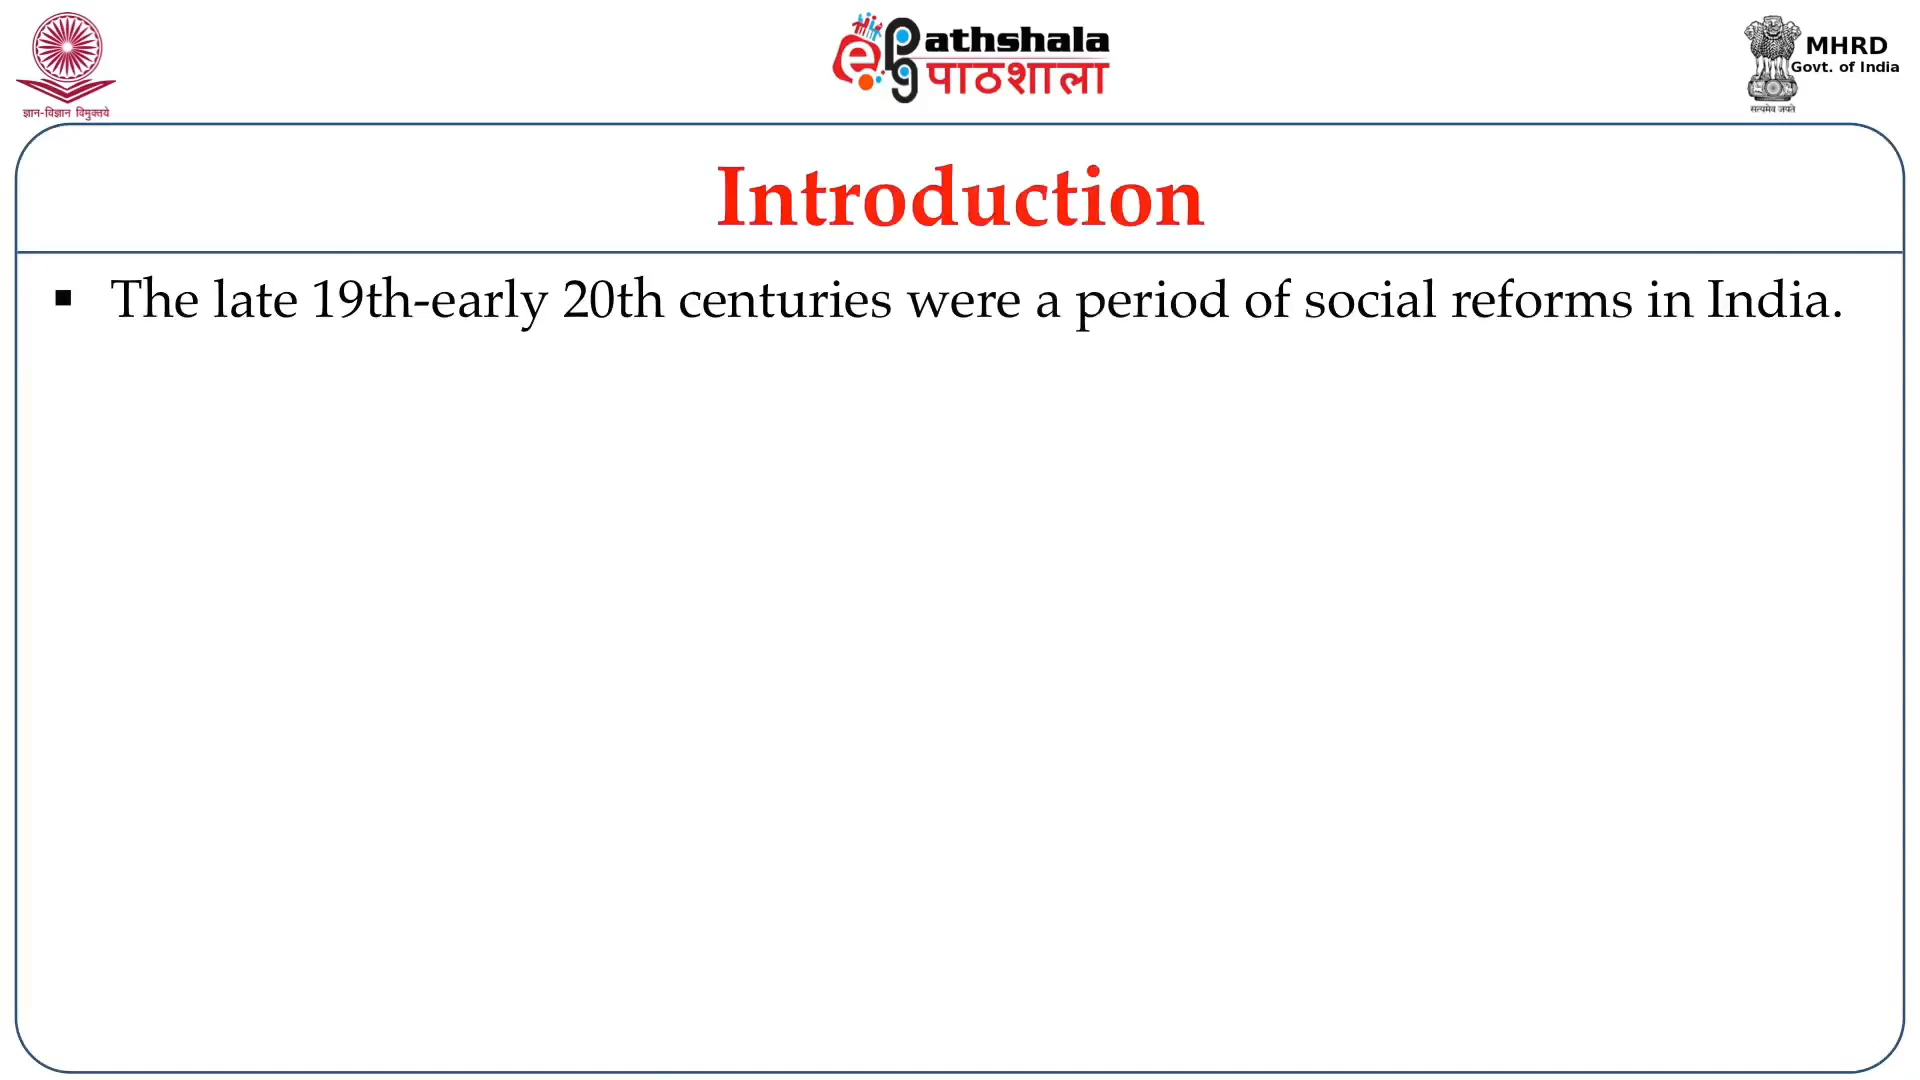 ज्ञान-विज्ञान विमुक्तये
ePathshala
पाठशाला
MHRD
Govt. of India
सत्यमेव जयते
Introduction
▪ The late 19th-early 20th centuries were a period of social reforms in India.